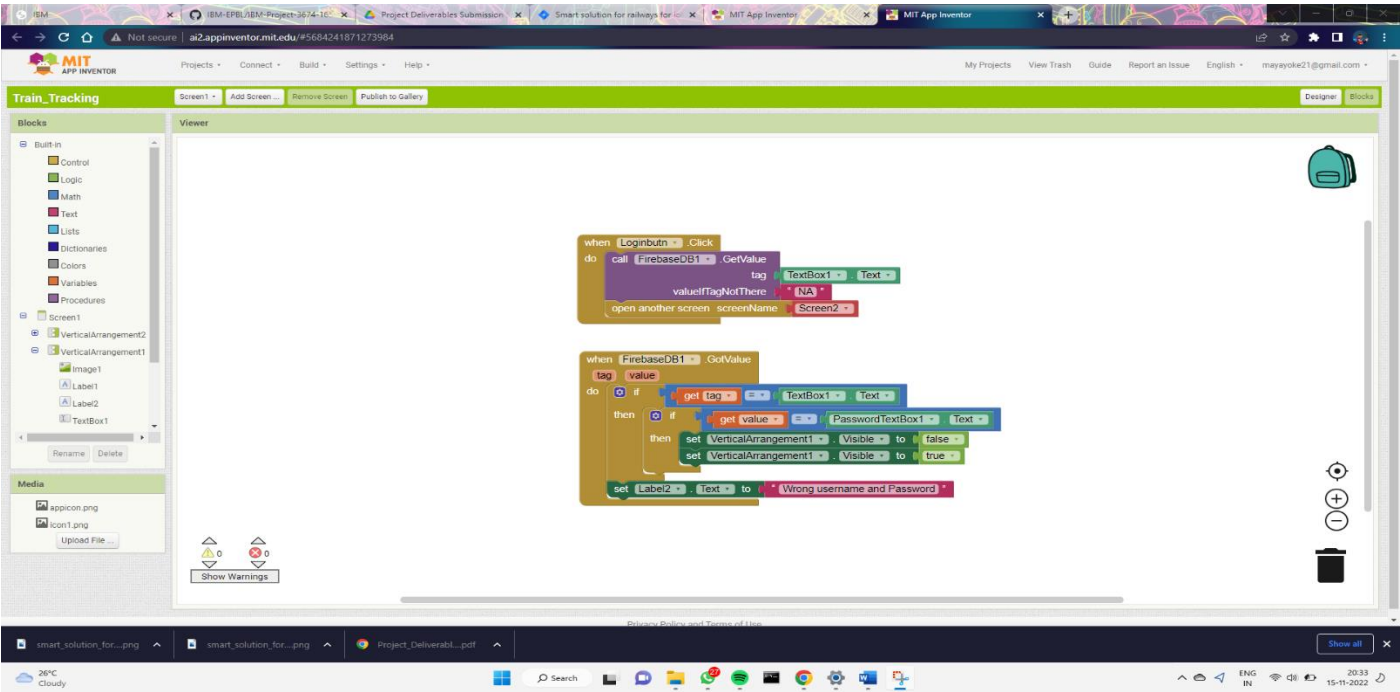 IBM
IBM-EPBL/IBM-Project-3674-16
Project Deliverables Submission
Smart solution for railways for
MIT App Inventor
MIT App Inventor
Not secure | ai2.appinventor.mit.edu/#5684241871273984
MIT
APP INVENTOR
Projects
Connect
Build
Settings
Help
My Projects
View Trash
Guide
Report an Issue
English
mayayoke21@gmail.com
Train_Tracking
Screen1
Add Screen ...
Remove Screen
Publish to Gallery
Designer
Blocks
Blocks
Viewer
Built-in
Control
Logic
Math
Text
Lists
Dictionaries
Colors
Variables
Procedures
Screen1
VerticalArrangement2
VerticalArrangement1
Image1
A Label1
A Label2
TextBox1
Rename
Delete
Media
appicon.png
icon1.png
Upload File ...
when Loginbutn .Click
do call FirebaseDB1 .GetValue
tag TextBox1 . Text
valueIfTagNotThere " NA "
open another screen screenName Screen2
when FirebaseDB1 .GotValue
tag value
do if get tag = TextBox1 . Text
then if get value = PasswordTextBox1 . Text
then set VerticalArrangement1 . Visible to false
set VerticalArrangement1 . Visible to true
set Label2 . Text to " Wrong username and Password "
0 0
Show Warnings
Privacy Policy and Terms of Use
smart_solution_for....png
smart_solution_for....png
Project_Deliverabl....pdf
Show all
26°C
Cloudy
Search
27
ENG
IN
20:33
15-11-2022